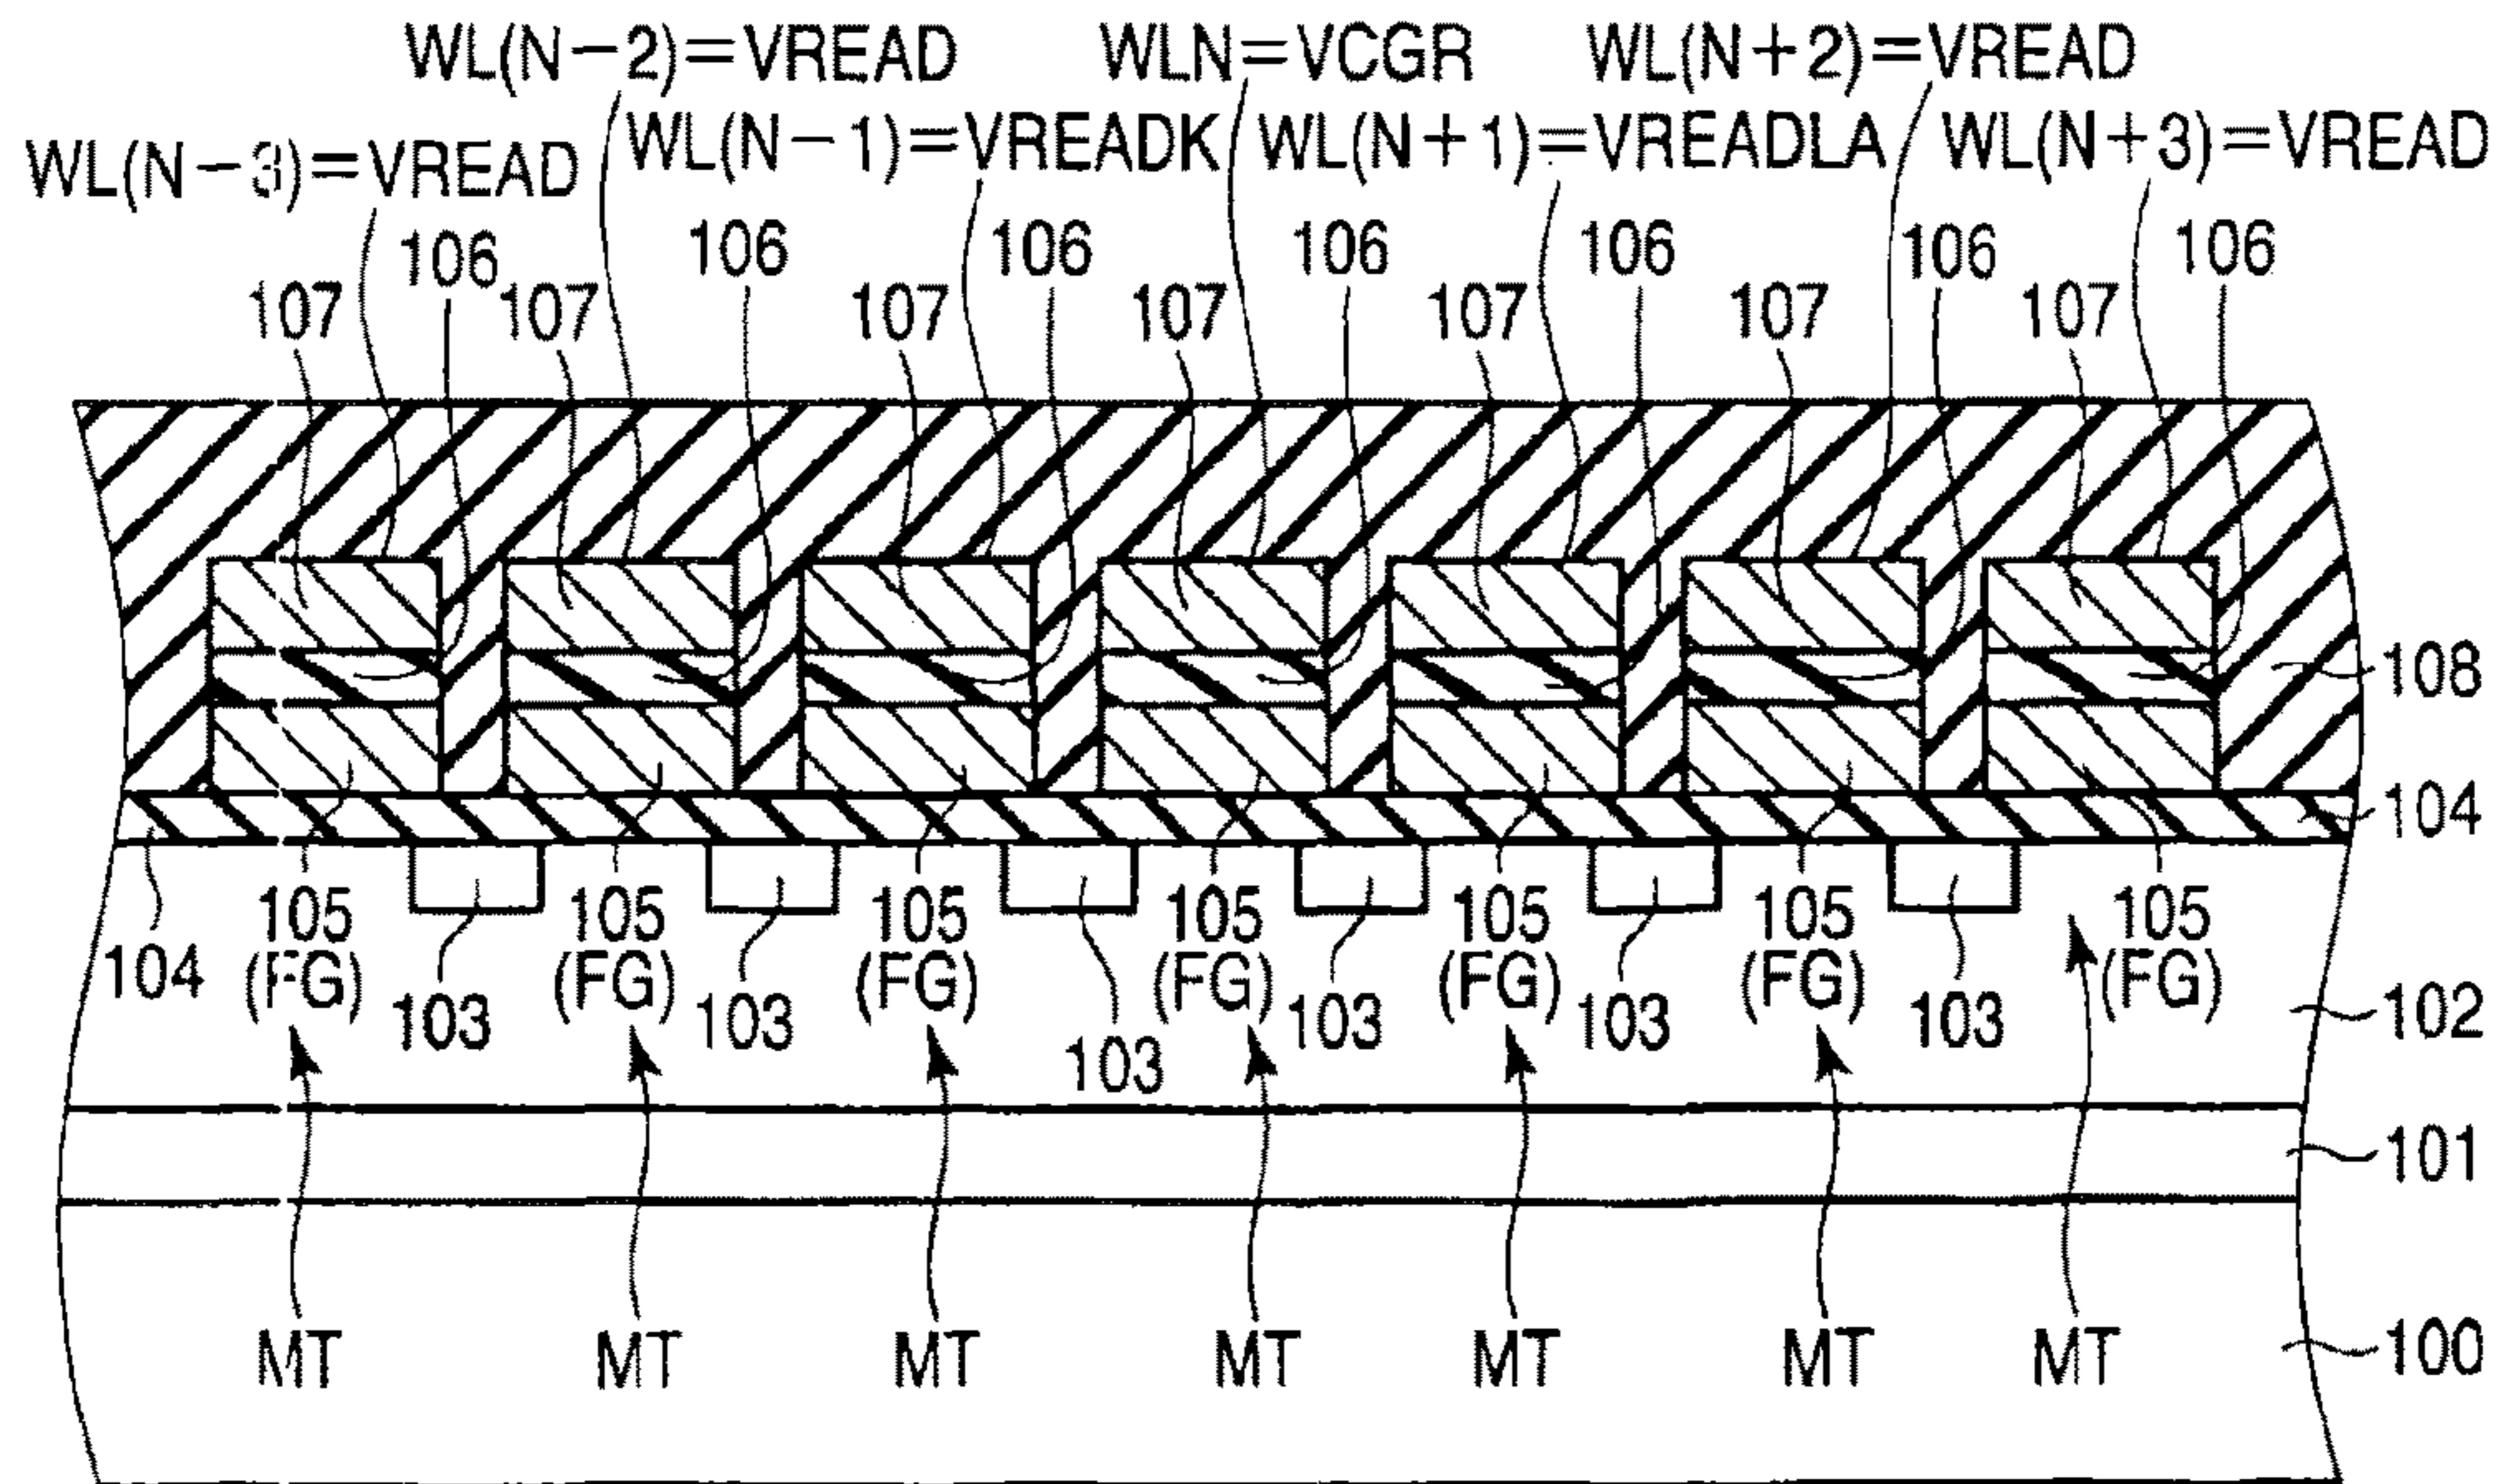 WL(N−2)=VREAD WLN=VCGR WL(N+2)=VREAD
WL(N−3)=VREAD WL(N−1)=VREADK WL(N+1)=VREADLA WL(N+3)=VREAD
106 106 106 106 106 106 106
107 107 107 107 107 107 107
108
104
105 105 105 105 105 105 105
(FG) (FG) (FG) (FG) (FG) (FG) (FG)
104 103 103 103 103 103 103 102
101
MT MT MT MT MT MT MT 100